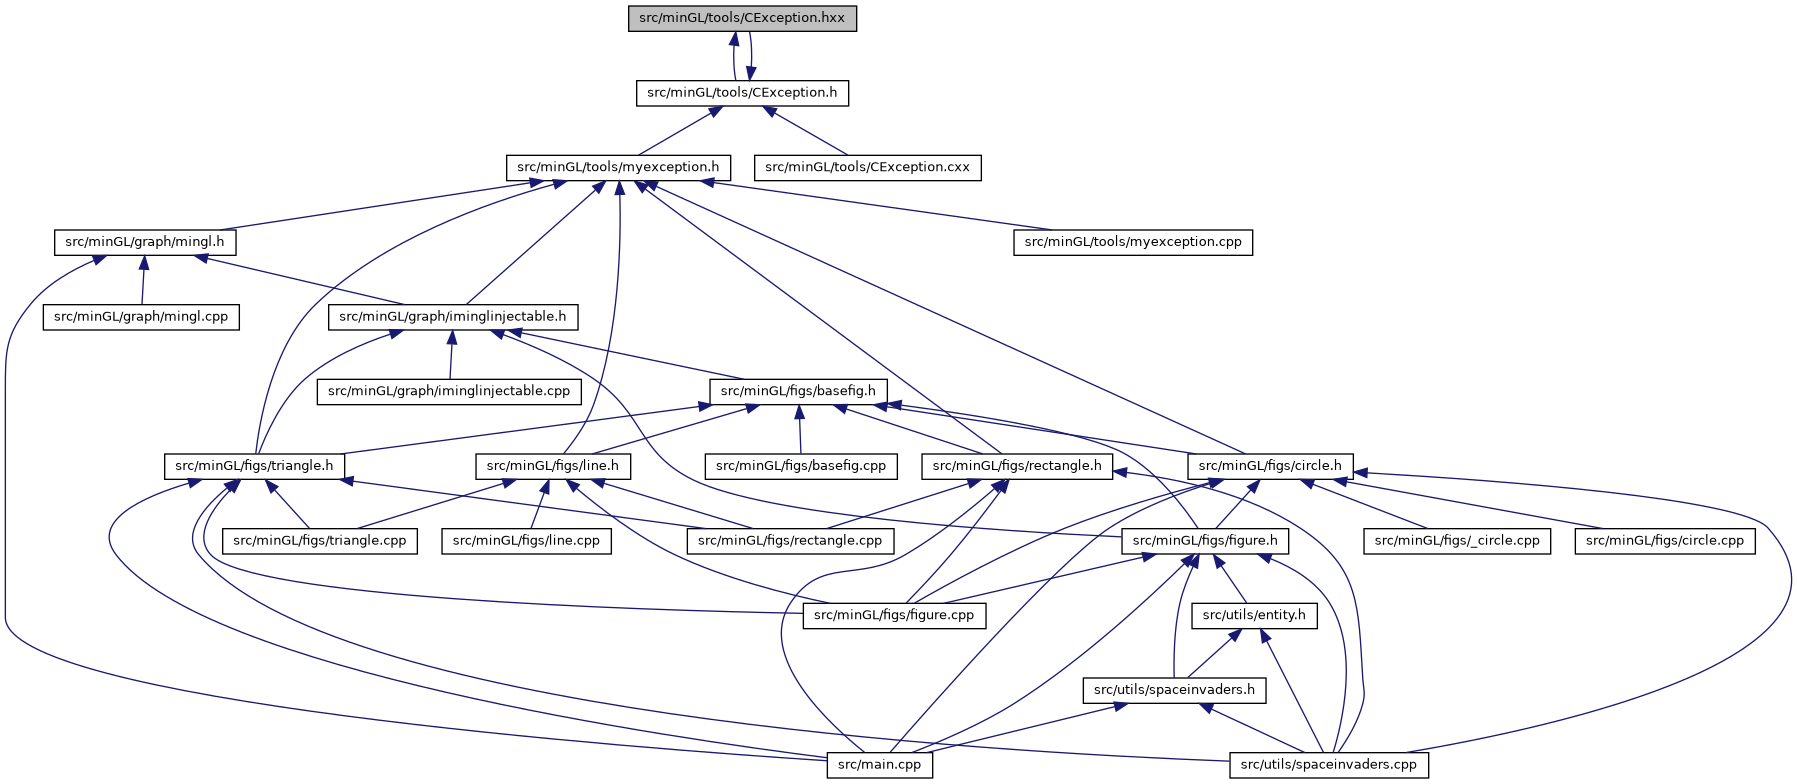 src/minGL/tools/CException.hxx
src/minGL/tools/CException.h
src/minGL/tools/myexception.h
src/minGL/tools/CException.cxx
src/minGL/graph/mingl.h
src/minGL/tools/myexception.cpp
src/minGL/graph/mingl.cpp
src/minGL/graph/iminglinjectable.h
src/minGL/graph/iminglinjectable.cpp
src/minGL/figs/basefig.h
src/minGL/figs/triangle.h
src/minGL/figs/line.h
src/minGL/figs/basefig.cpp
src/minGL/figs/rectangle.h
src/minGL/figs/circle.h
src/minGL/figs/triangle.cpp
src/minGL/figs/line.cpp
src/minGL/figs/rectangle.cpp
src/minGL/figs/figure.h
src/minGL/figs/_circle.cpp
src/minGL/figs/circle.cpp
src/minGL/figs/figure.cpp
src/utils/entity.h
src/utils/spaceinvaders.h
src/main.cpp
src/utils/spaceinvaders.cpp